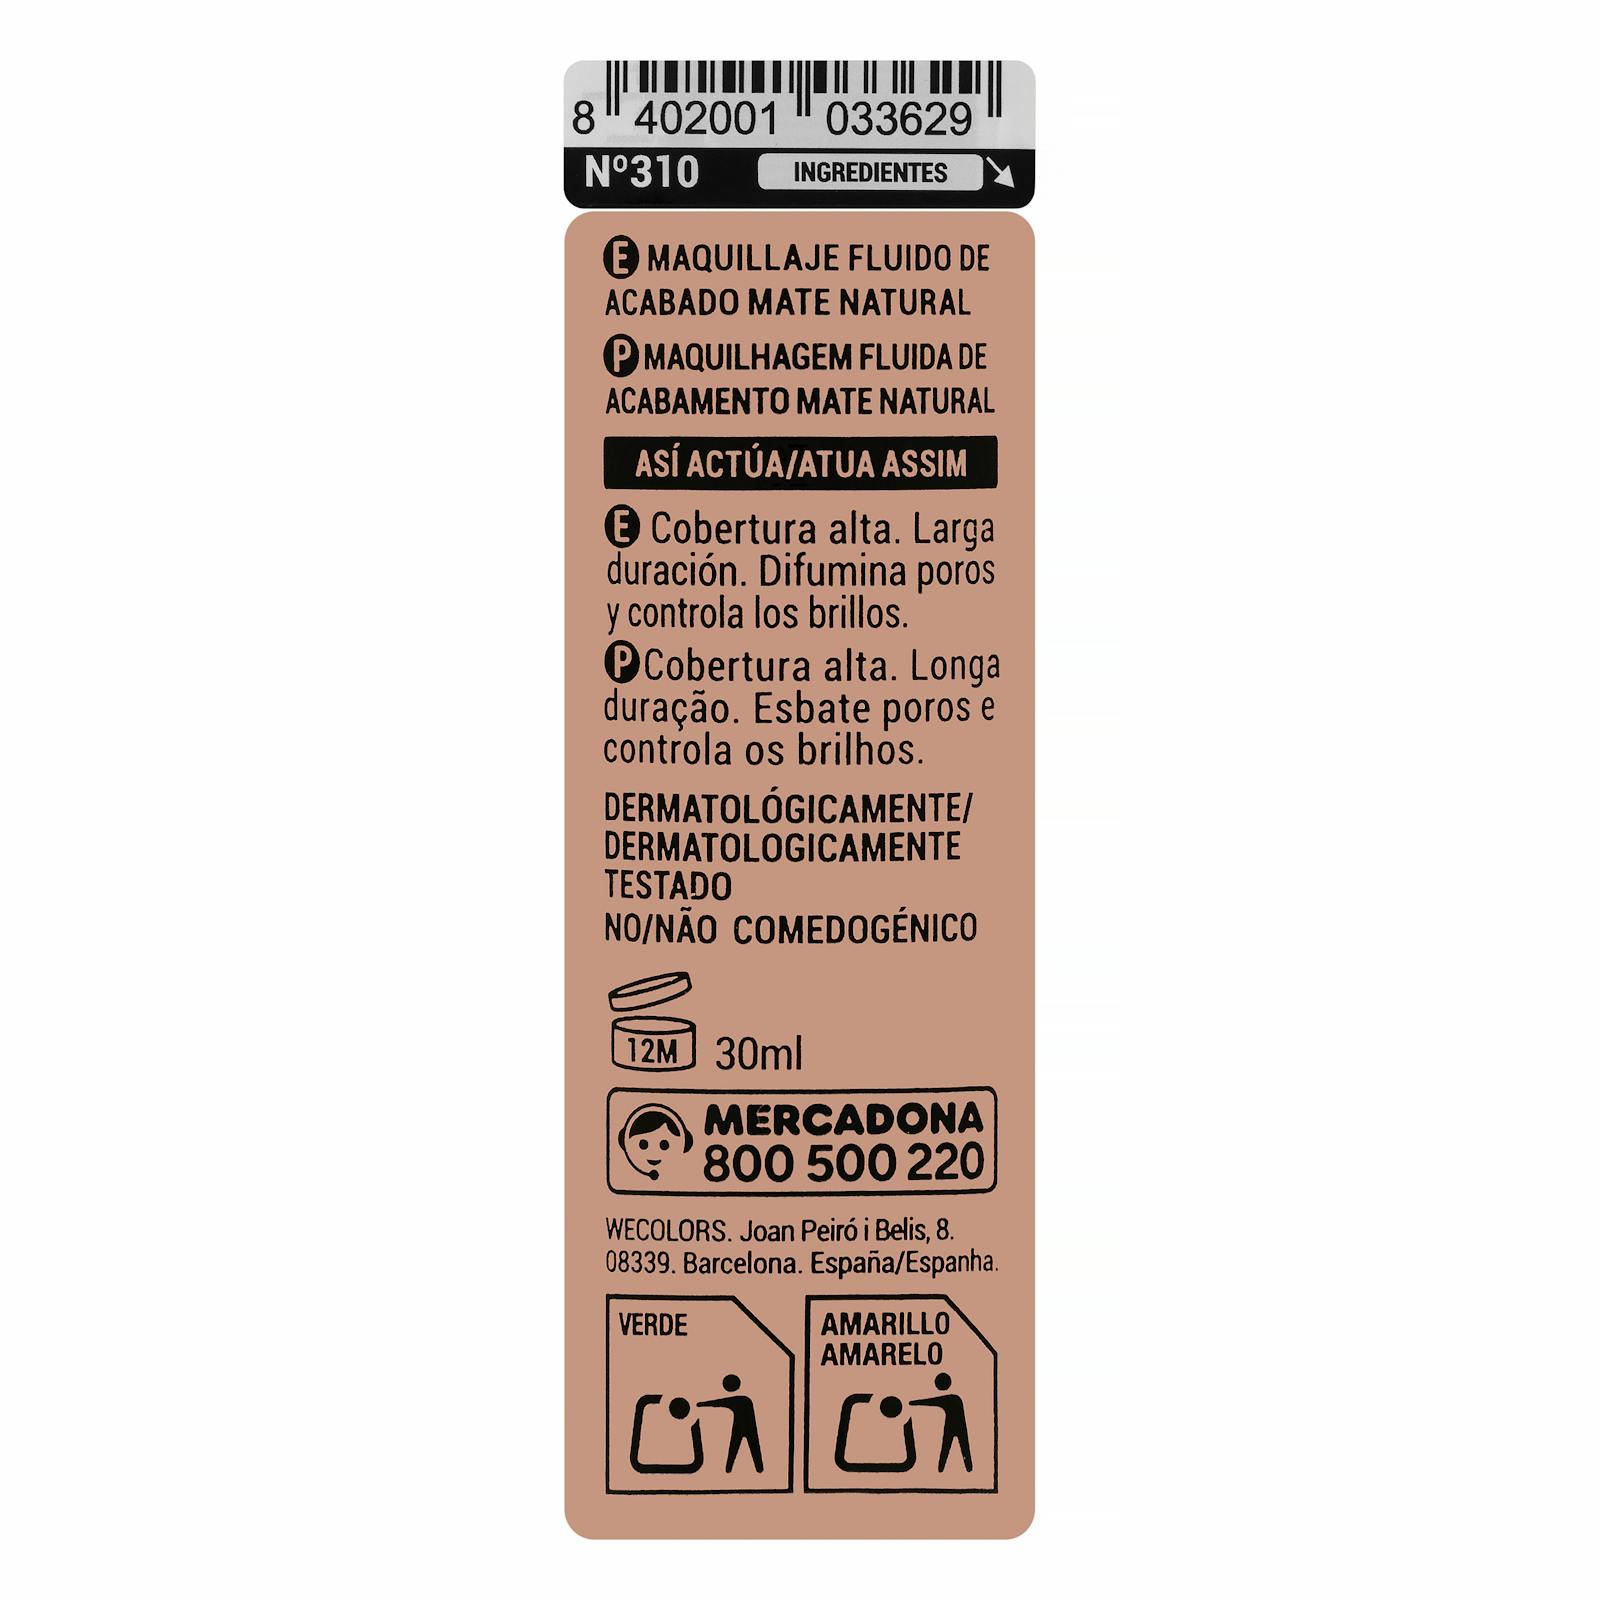 8 402001 033629
Nº310 INGREDIENTES
E MAQUILLAJE FLUIDO DE
ACABADO MATE NATURAL
P MAQUILHAGEM FLUIDA DE
ACABAMENTO MATE NATURAL
ASÍ ACTÚA/ATUA ASSIM
E Cobertura alta. Larga
duración. Difumina poros
y controla los brillos.
P Cobertura alta. Longa
duração. Esbate poros e
controla os brilhos.
DERMATOLÓGICAMENTE/
DERMATOLOGICAMENTE
TESTADO
NO/NÃO COMEDOGÉNICO
12M 30ml
MERCADONA
800 500 220
WECOLORS. Joan Peiró i Belis, 8.
08339. Barcelona. España/Espanha.
VERDE
AMARILLO
AMARELO